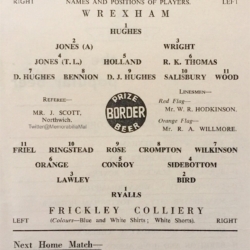 RIGHT NAMES AND POSITIONS OF PLAYERS. LEFT
WREXHAM
1
HUGHES
2 3
JONES (A) WRIGHT
4 5 6
JONES (T. L.) HOLLAND R. K. THOMAS
7 8 9 10 11
D. HUGHES BENNION D. J. HUGHES SALISBURY WOOD
Referee—
MR. J. SCOTT,
Northwich.
PRIZE
BORDER
BEER
Linesmen—
Red Flag—
Mr. W. R. HODKINSON.
Orange Flag—
Mr. R. A. WILLMORE.
11 10 9 8 7
FRIEL RINGSTEAD ROSE CROMPTON WILKINSON
6 5 4
ORANGE CONROY SIDEBOTTOM
3 2
LAWLEY BIRD
1
RYALLS
FRICKLEY COLLIERY
LEFT (Colours—Blue and White Shirts; White Shorts). RIGHT
Next Home Match—